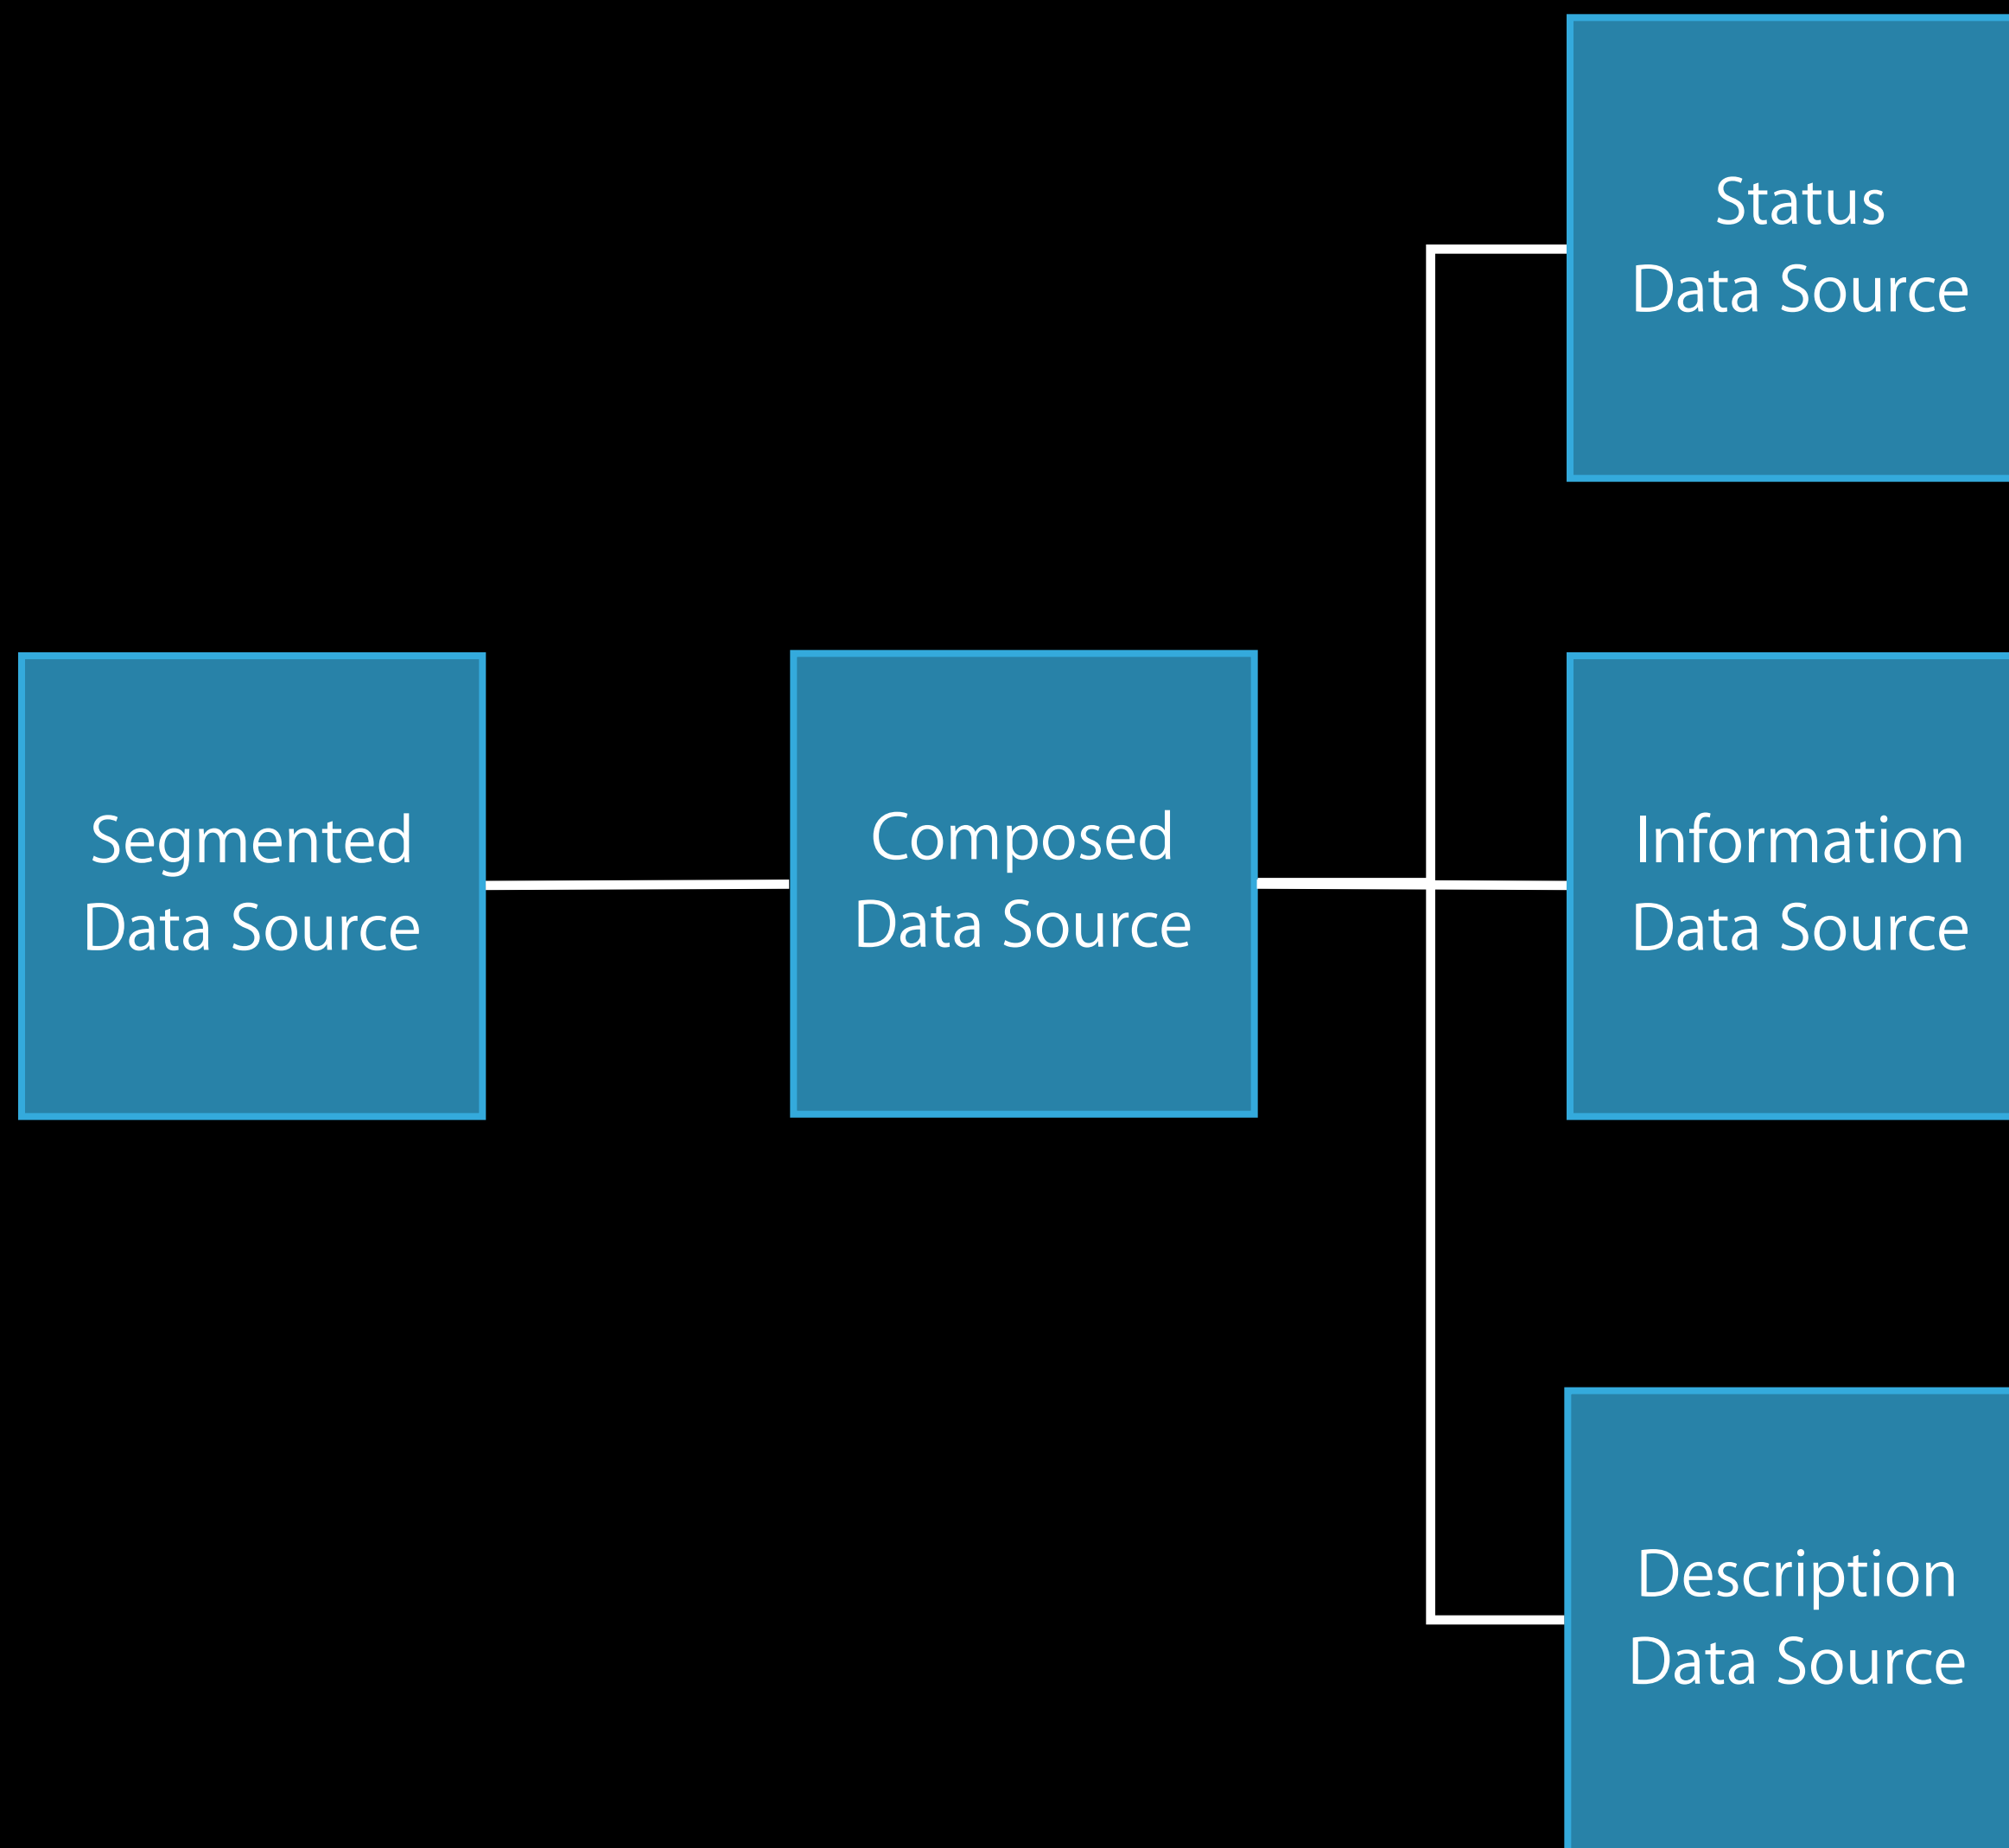 Segmented
Data Source
Composed
Data Source
Status
Data Source
Information
Data Source
Description
Data Source